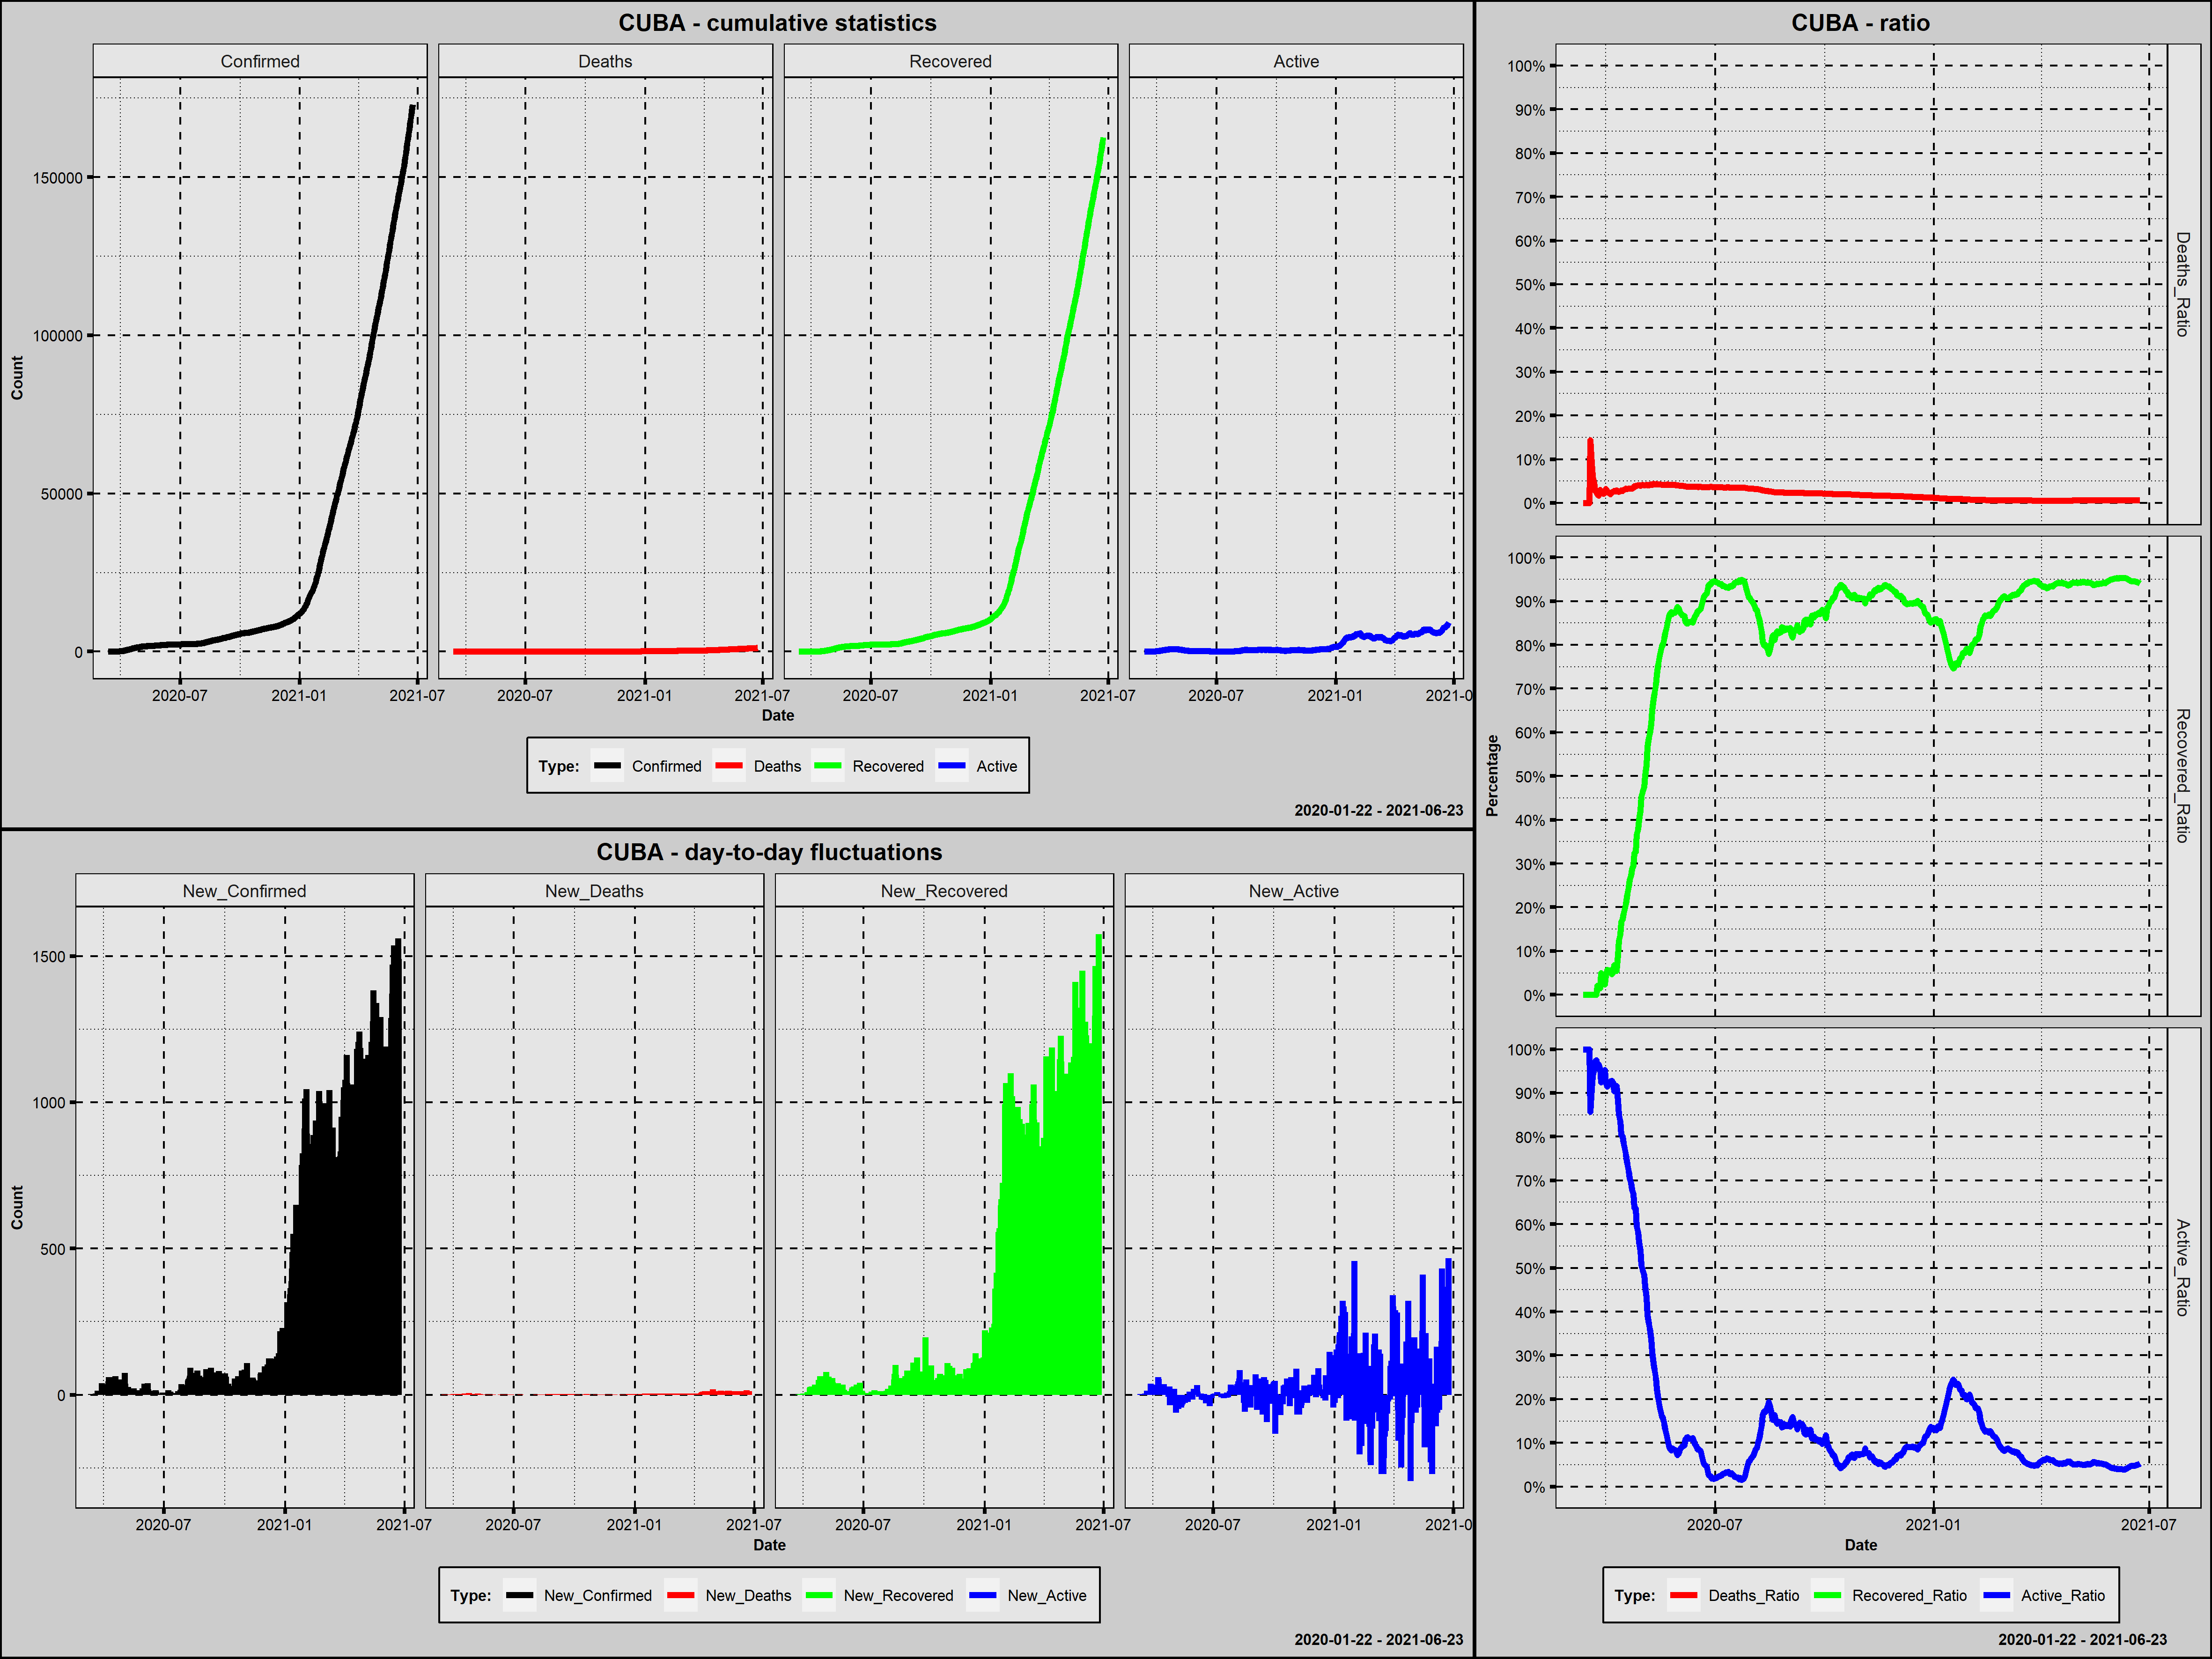 CUBA - cumulative statistics
Confirmed Deaths Recovered Active
Count
150000
100000
50000
0
2020-07 2021-01 2021-07 2020-07 2021-01 2021-07 2020-07 2021-01 2021-07 2020-07 2021-01 2021-0
Date
Type: Confirmed Deaths Recovered Active
2020-01-22 - 2021-06-23
CUBA - day-to-day fluctuations
New_Confirmed New_Deaths New_Recovered New_Active
Count
1500
1000
500
0
2020-07 2021-01 2021-07 2020-07 2021-01 2021-07 2020-07 2021-01 2021-07 2020-07 2021-01 2021-0
Date
Type: New_Confirmed New_Deaths New_Recovered New_Active
2020-01-22 - 2021-06-23
CUBA - ratio
Percentage
100%
90%
80%
70%
60%
50%
40%
30%
20%
10%
0%
Deaths_Ratio
100%
90%
80%
70%
60%
50%
40%
30%
20%
10%
0%
Recovered_Ratio
100%
90%
80%
70%
60%
50%
40%
30%
20%
10%
0%
Active_Ratio
2020-07 2021-01 2021-07
Date
Type: Deaths_Ratio Recovered_Ratio Active_Ratio
2020-01-22 - 2021-06-23